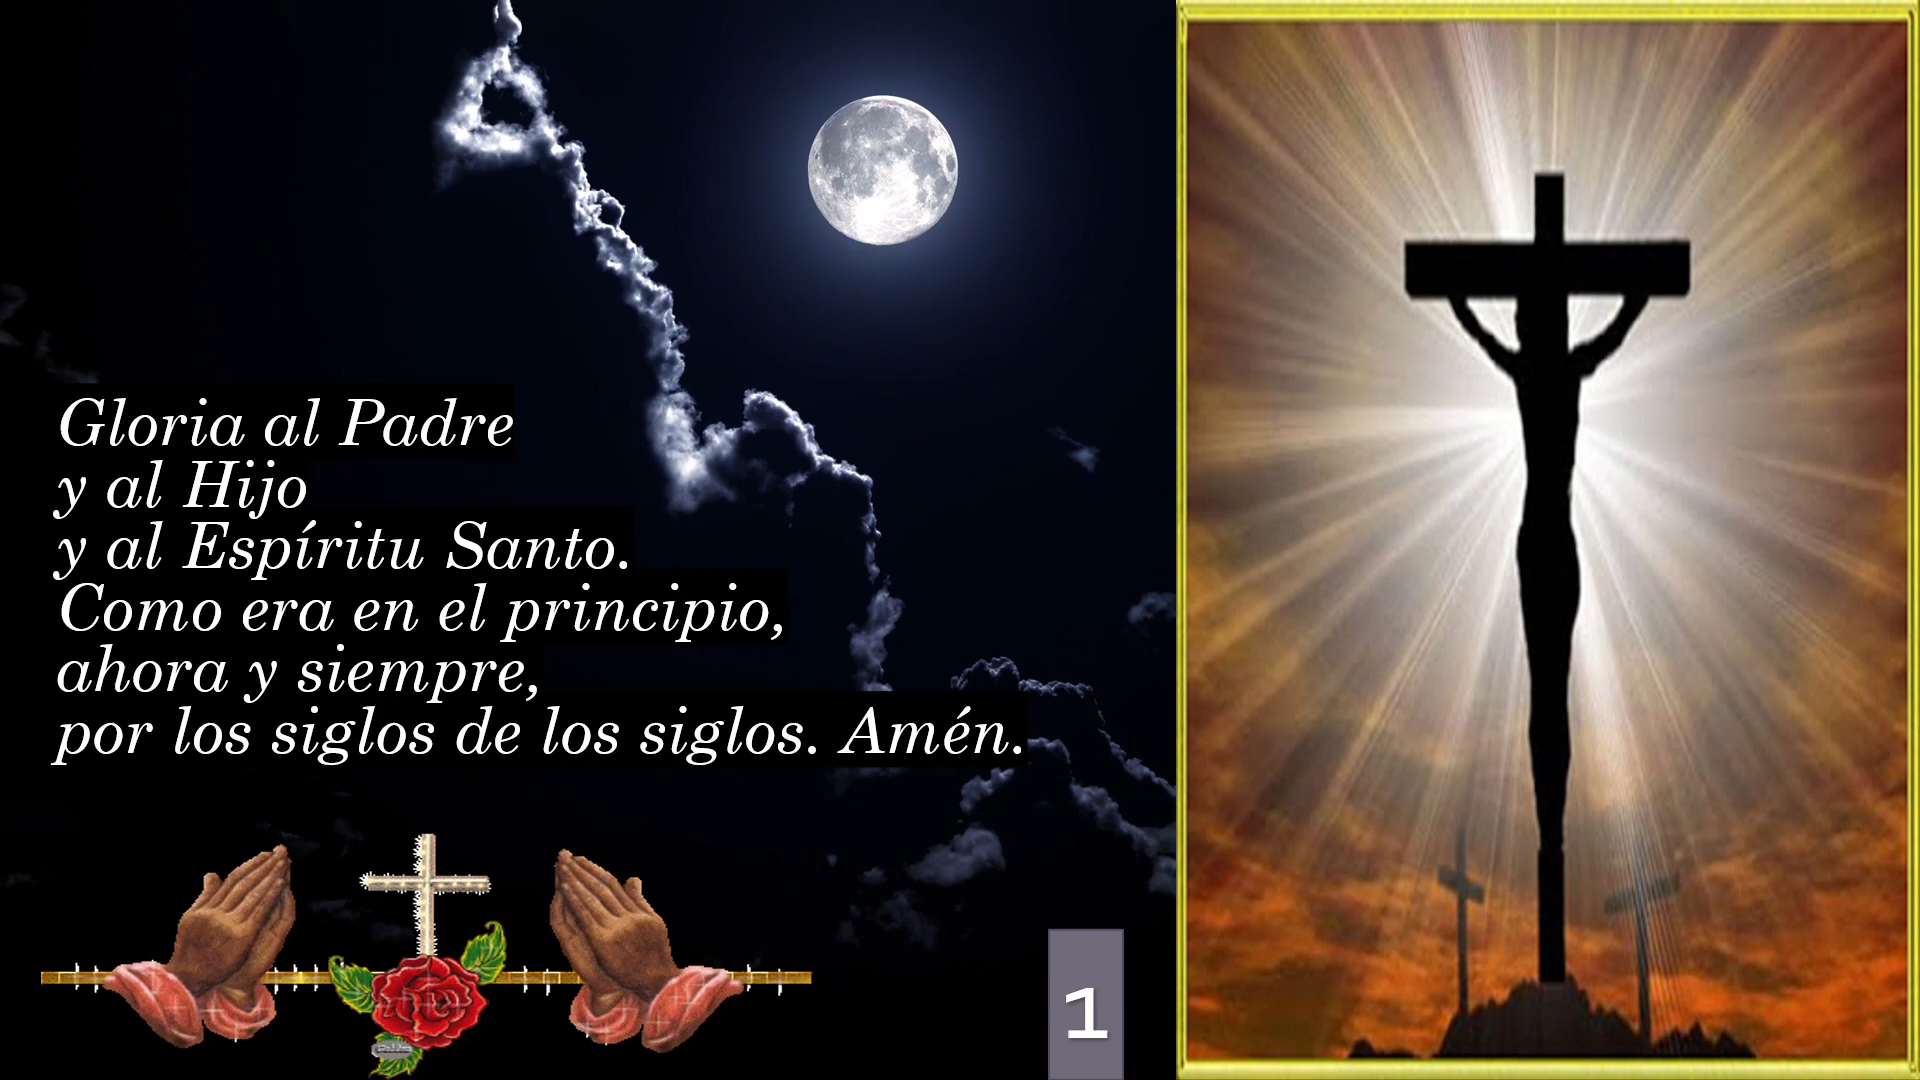 Gloria al Padre
y al Hijo
y al Espíritu Santo.
Como era en el principio,
ahora y siempre,
por los siglos de los siglos. Amén.
1